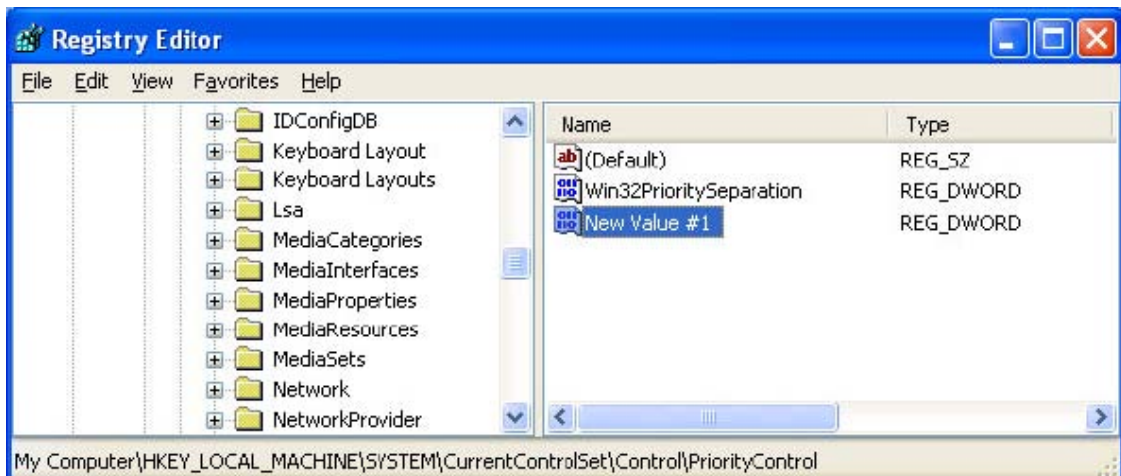 Registry Editor
File Edit View Favorites Help
IDConfigDB
Keyboard Layout
Keyboard Layouts
Lsa
MediaCategories
MediaInterfaces
MediaProperties
MediaResources
MediaSets
Network
NetworkProvider
Name Type
(Default) REG_SZ
Win32PrioritySeparation REG_DWORD
New Value #1 REG_DWORD
My Computer\HKEY_LOCAL_MACHINE\SYSTEM\CurrentControlSet\Control\PriorityControl